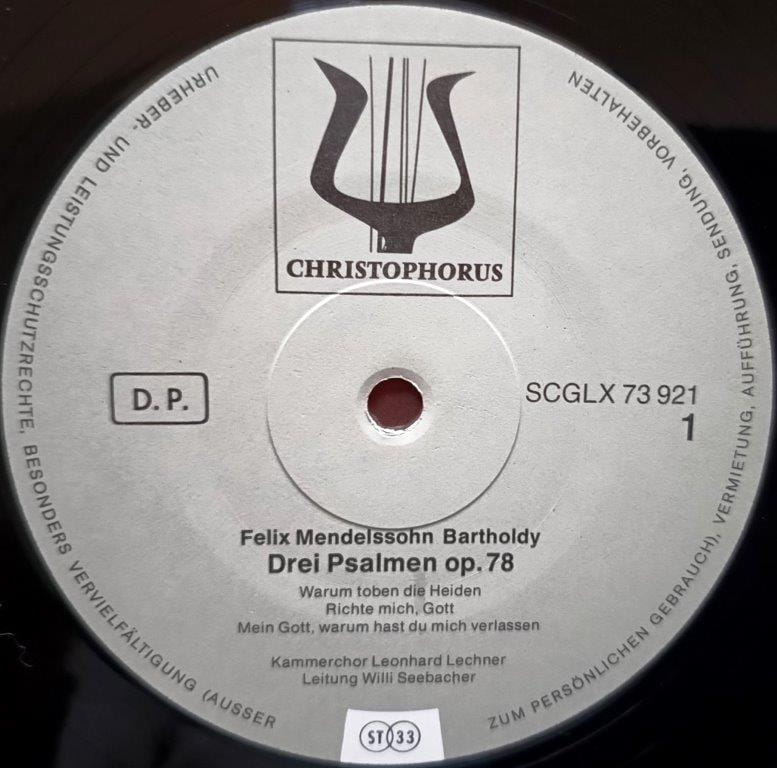 CHRISTOPHORUS
D.P.
SCGLX 73 921
1
Felix Mendelssohn Bartholdy
Drei Psalmen op. 78
Warum toben die Heiden
Richte mich, Gott
Mein Gott, warum hast du mich verlassen
Kammerchor Leonhard Lechner
Leitung Willi Seebacher
ST 33
URHEBER- UND LEISTUNGSSCHUTZRECHTE, BESONDERS VERVIELFÄLTIGUNG (AUSSER ZUM PERSÖNLICHEN GEBRAUCH), VERMIETUNG, AUFFÜHRUNG, SENDUNG, VORBEHALTEN